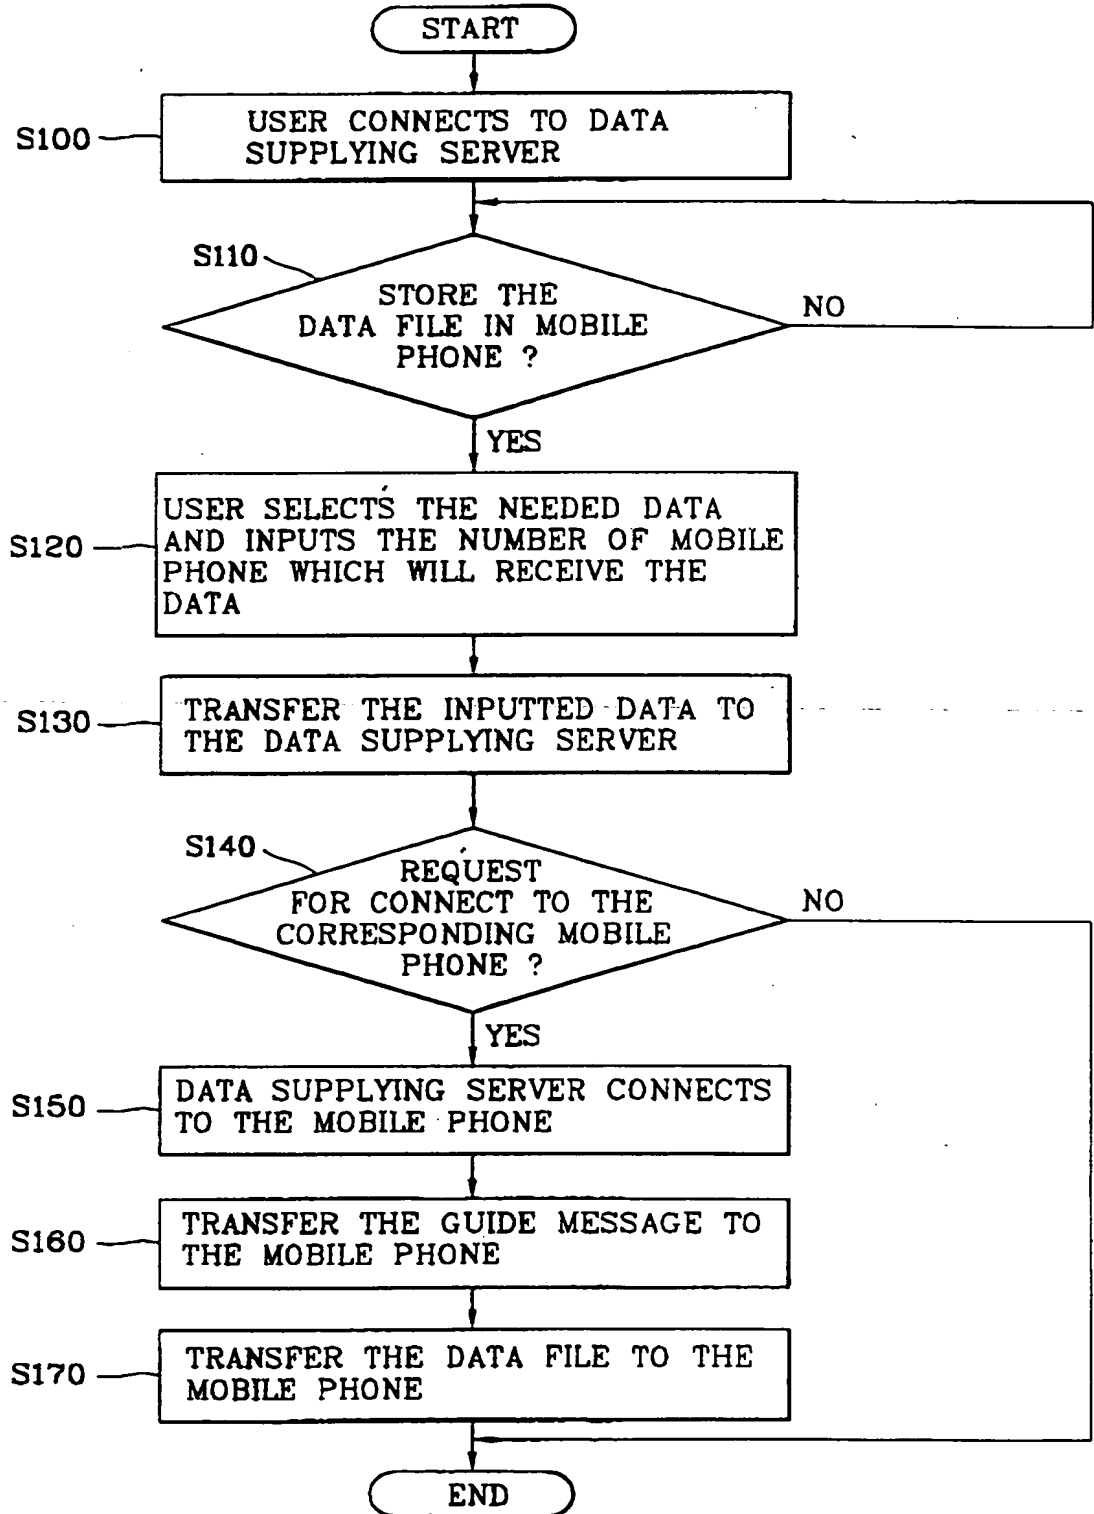 START
S100
USER CONNECTS TO DATA
SUPPLYING SERVER
S110
STORE THE
DATA FILE IN MOBILE
PHONE ?
NO
YES
S120
USER SELECTS THE NEEDED DATA
AND INPUTS THE NUMBER OF MOBILE
PHONE WHICH WILL RECEIVE THE
DATA
S130
TRANSFER THE INPUTTED DATA TO
THE DATA SUPPLYING SERVER
S140
REQUEST
FOR CONNECT TO THE
CORRESPONDING MOBILE
PHONE ?
NO
YES
S150
DATA SUPPLYING SERVER CONNECTS
TO THE MOBILE PHONE
S160
TRANSFER THE GUIDE MESSAGE TO
THE MOBILE PHONE
S170
TRANSFER THE DATA FILE TO THE
MOBILE PHONE
END